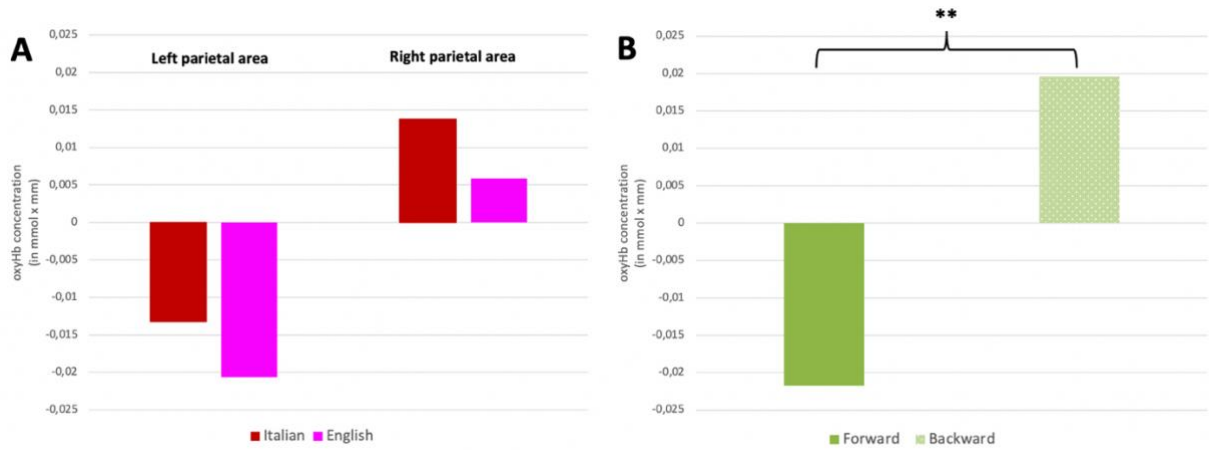 A
Left parietal area
Right parietal area
0,025
0,02
0,015
0,01
0,005
0
-0,005
-0,01
-0,015
-0,02
-0,025
oxyHb concentration
(in mmol x mm)
Italian English
B
**
0,025
0,02
0,015
0,01
0,005
0
-0,005
-0,01
-0,015
-0,02
-0,025
oxyHb concentration
(in mmol x mm)
Forward Backward